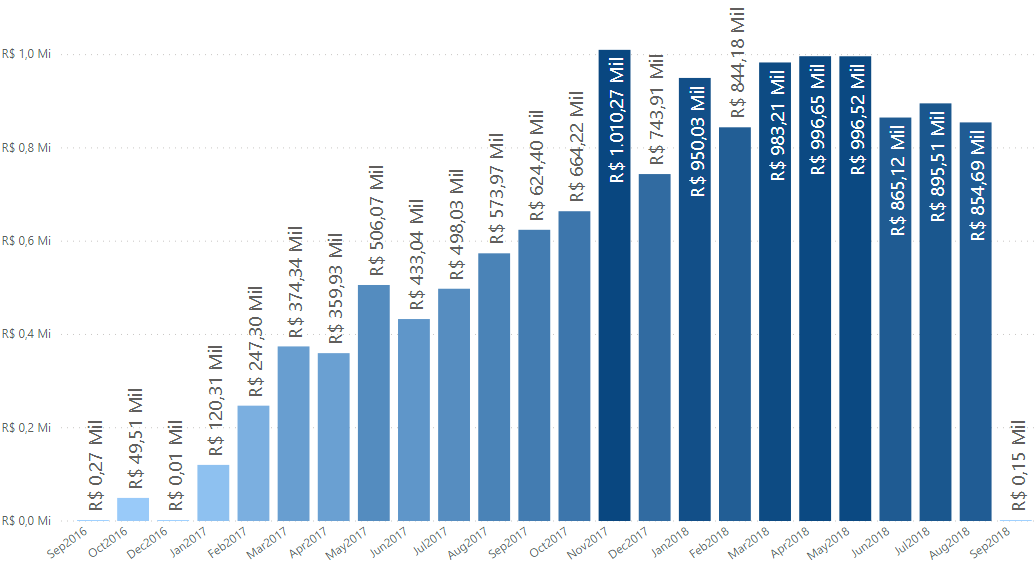 R$ 1,0 Mi
R$ 0,8 Mi
R$ 0,6 Mi
R$ 0,4 Mi
R$ 0,2 Mi
R$ 0,0 Mi
R$ 0,27 Mil
R$ 49,51 Mil
R$ 0,01 Mil
R$ 120,31 Mil
R$ 247,30 Mil
R$ 374,34 Mil
R$ 359,93 Mil
R$ 506,07 Mil
R$ 433,04 Mil
R$ 498,03 Mil
R$ 573,97 Mil
R$ 624,40 Mil
R$ 664,22 Mil
R$ 1.010,27 Mil
R$ 743,91 Mil
R$ 950,03 Mil
R$ 844,18 Mil
R$ 983,21 Mil
R$ 996,65 Mil
R$ 996,52 Mil
R$ 865,12 Mil
R$ 895,51 Mil
R$ 854,69 Mil
R$ 0,15 Mil
Sep2016
Oct2016
Dec2016
Jan2017
Feb2017
Mar2017
Apr2017
May2017
Jun2017
Jul2017
Aug2017
Sep2017
Oct2017
Nov2017
Dec2017
Jan2018
Feb2018
Mar2018
Apr2018
May2018
Jun2018
Jul2018
Aug2018
Sep2018